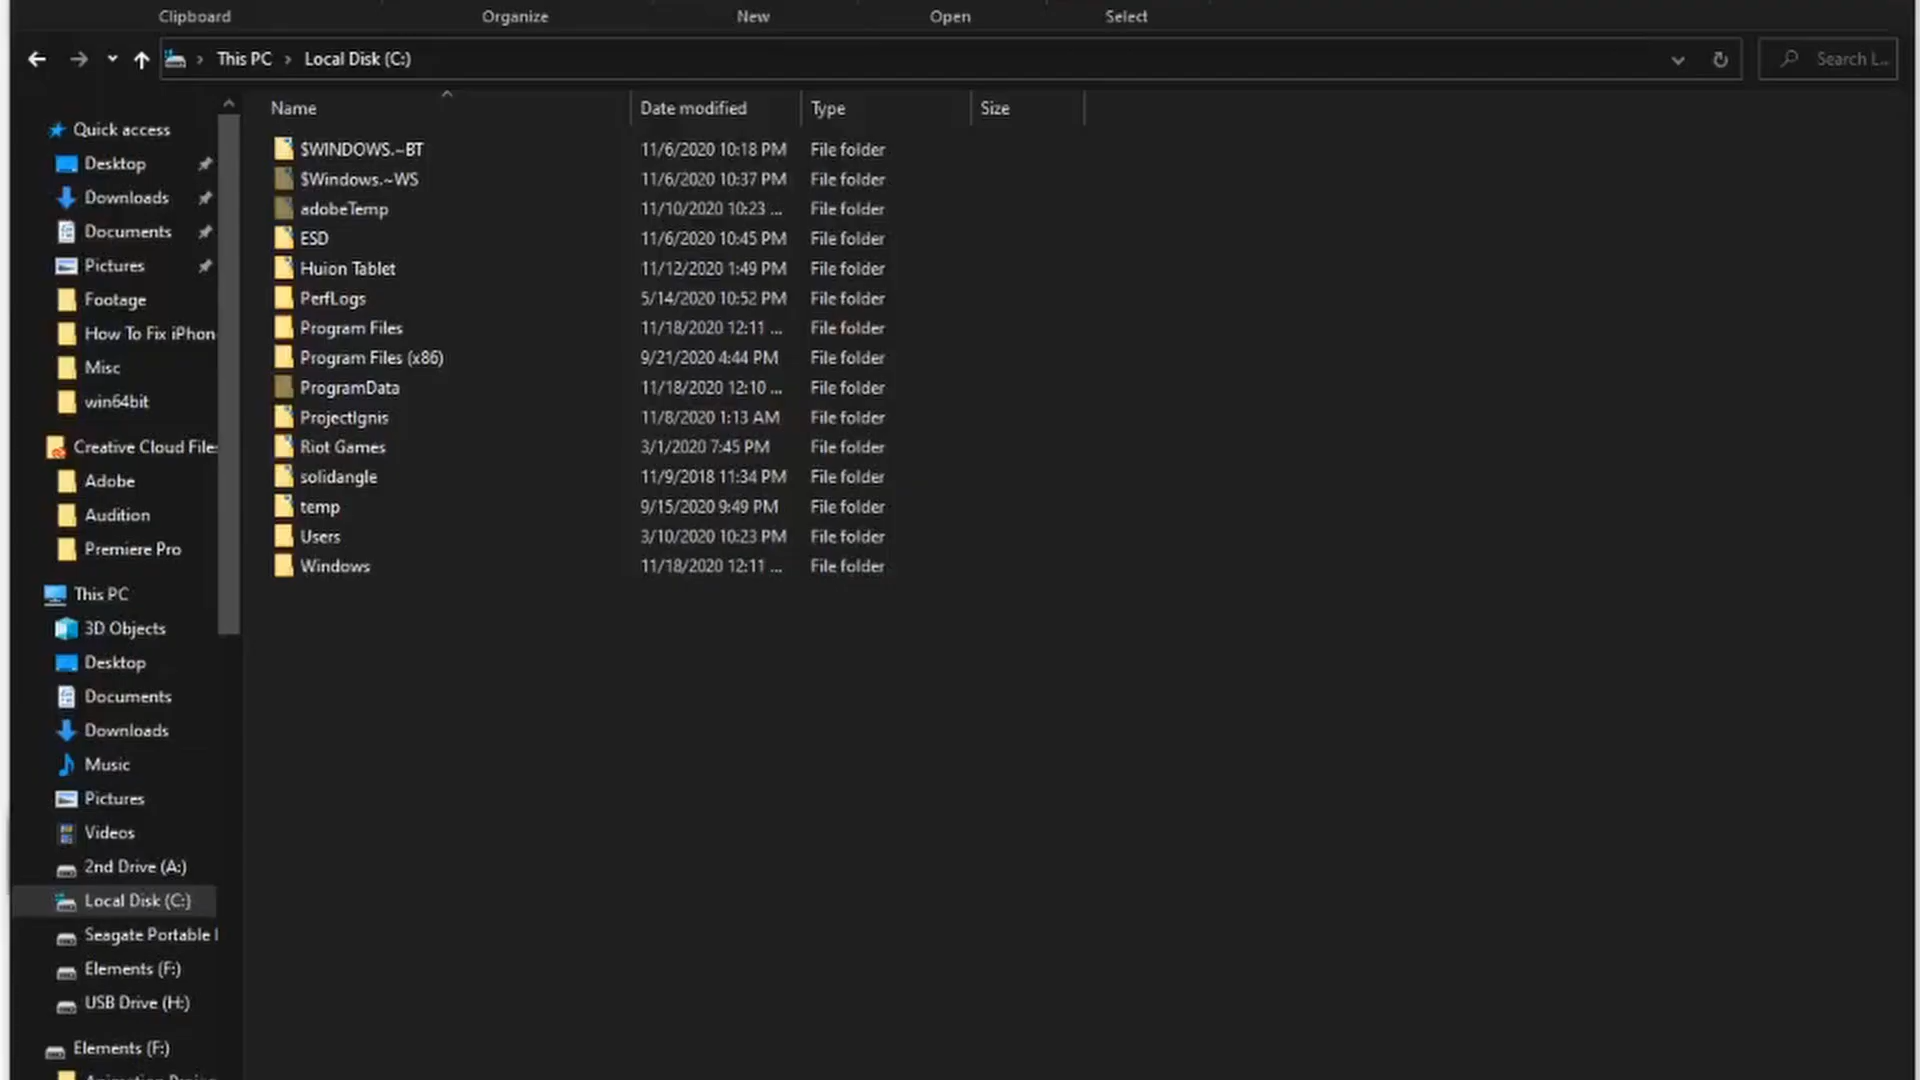 Clipboard Organize New Open Select
This PC > Local Disk (C:) Search L...
Name Date modified Type Size
$WINDOWS.~BT 11/6/2020 10:18 PM File folder
$Windows.~WS 11/6/2020 10:37 PM File folder
adobeTemp 11/10/2020 10:23 ... File folder
ESD 11/6/2020 10:45 PM File folder
Huion Tablet 11/12/2020 1:49 PM File folder
PerfLogs 5/14/2020 10:52 PM File folder
Program Files 11/18/2020 12:11 ... File folder
Program Files (x86) 9/21/2020 4:44 PM File folder
ProgramData 11/18/2020 12:10 ... File folder
ProjectIgnis 11/8/2020 1:13 AM File folder
Riot Games 3/1/2020 7:45 PM File folder
solidangle 11/9/2018 11:34 PM File folder
temp 9/15/2020 9:49 PM File folder
Users 3/10/2020 10:23 PM File folder
Windows 11/18/2020 12:11 ... File folder
Quick access
Desktop
Downloads
Documents
Pictures
Footage
How To Fix iPhon
Misc
win64bit
Creative Cloud Files
Adobe
Audition
Premiere Pro
This PC
3D Objects
Desktop
Documents
Downloads
Music
Pictures
Videos
2nd Drive (A:)
Local Disk (C:)
Seagate Portable
Elements (F:)
USB Drive (H:)
Elements (F:)